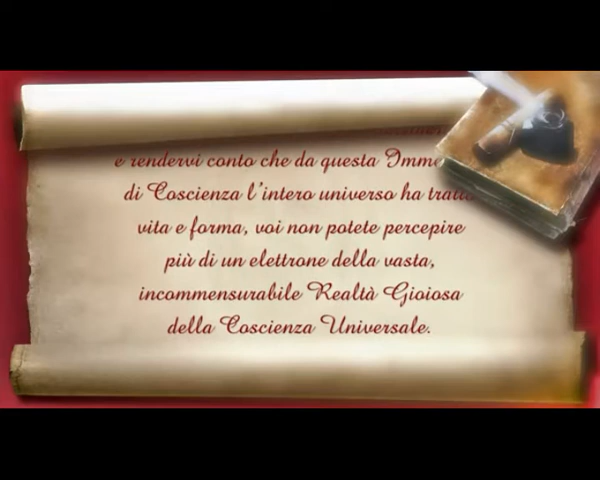 e rendervi conto che da questa
di Coscienza l'intero universo ha
vita e forma, voi non potete percepire
più di un elettrone della vasta,
incommensurabile Realtà Gioiosa
della Coscienza Universale.